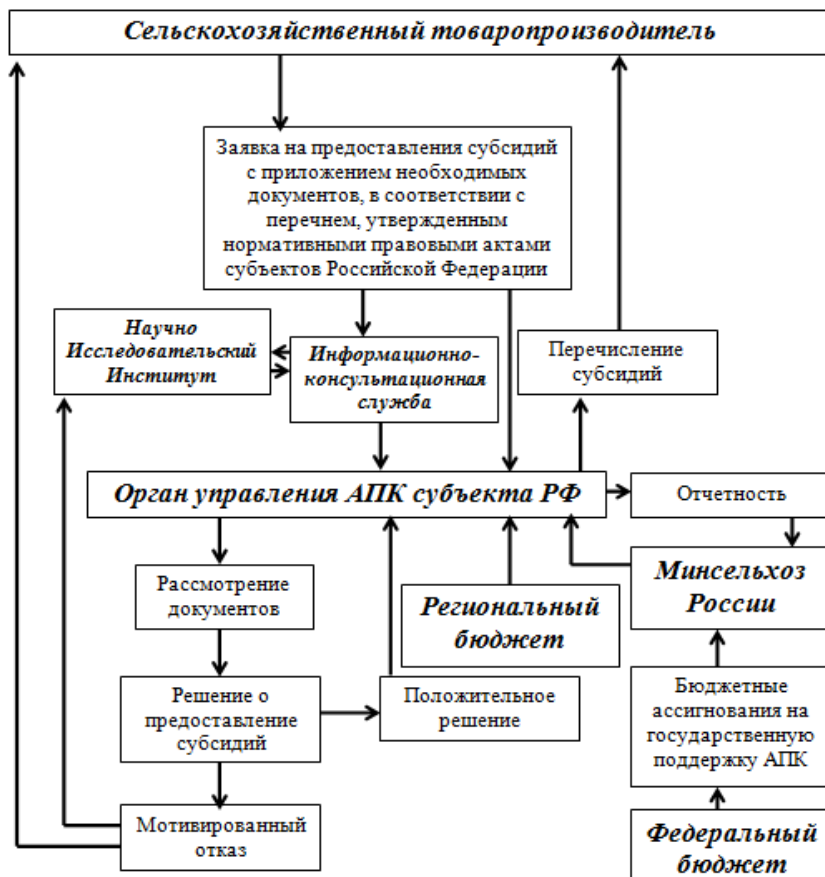 Сельскохозяйственный товаропроизводитель
Заявка на предоставления субсидий
с приложением необходимых
документов, в соответствии с
перечнем, утвержденным
нормативными правовыми актами
субъектов Российской Федерации
Научно
Исследовательский
Институт
Информационно-
консультационная
служба
Перечисление
субсидий
Орган управления АПК субъекта РФ
Отчетность
Рассмотрение
документов
Региональный
бюджет
Минсельхоз
России
Решение о
предоставление
субсидий
Положительное
решение
Бюджетные
ассигнования на
государственную
поддержку АПК
Мотивированный
отказ
Федеральный
бюджет